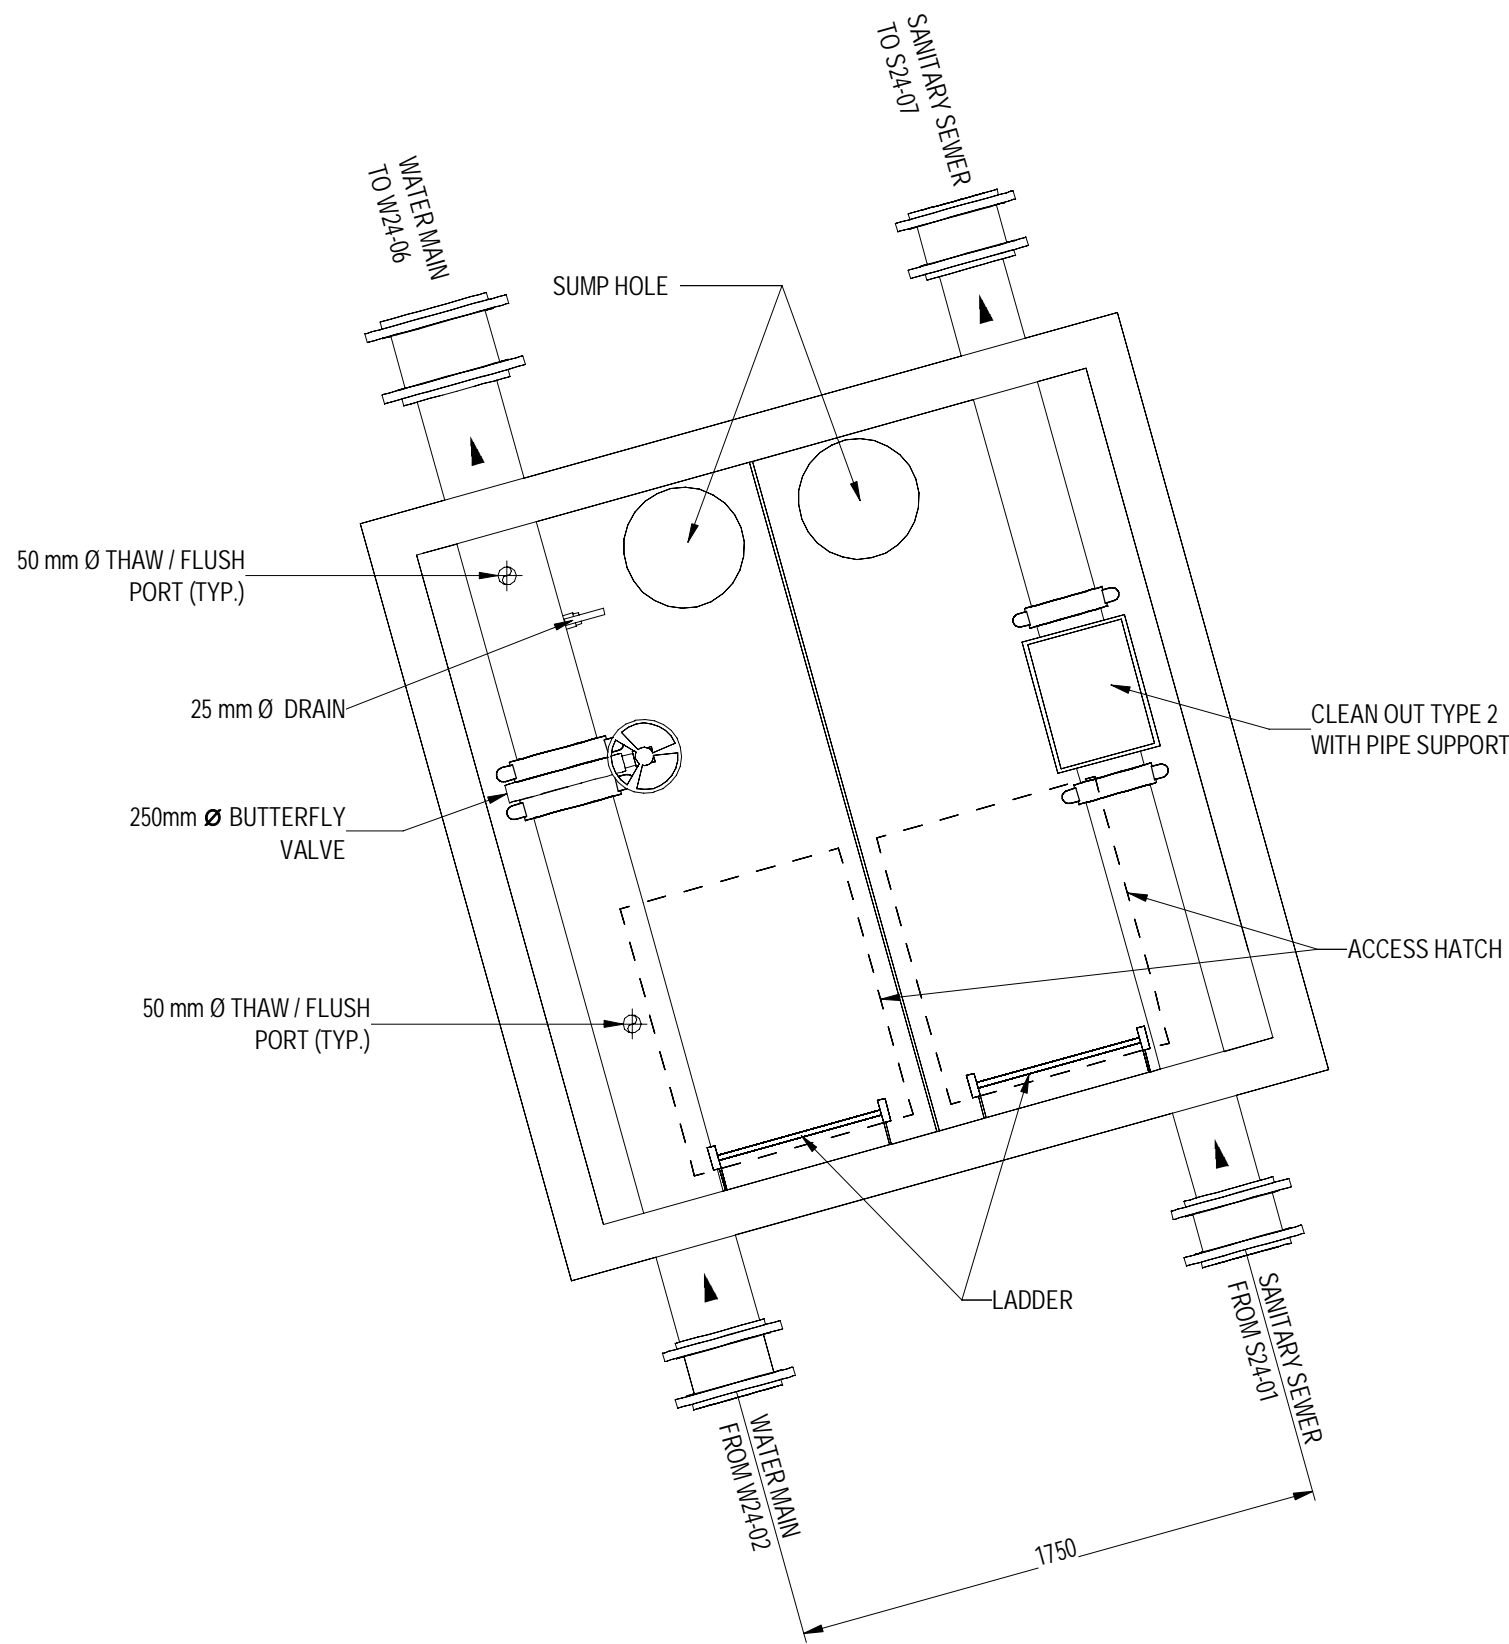 SANITARY SEWER
TO S24-07
WATER MAIN
TO W24-06
SUMP HOLE
50 mm Ø THAW / FLUSH
PORT (TYP.)
25 mm Ø DRAIN
CLEAN OUT TYPE 2
WITH PIPE SUPPORT
250mm Ø BUTTERFLY
VALVE
ACCESS HATCH
50 mm Ø THAW / FLUSH
PORT (TYP.)
LADDER
SANITARY SEWER
FROM S24-01
WATER MAIN
FROM W24-02
1750